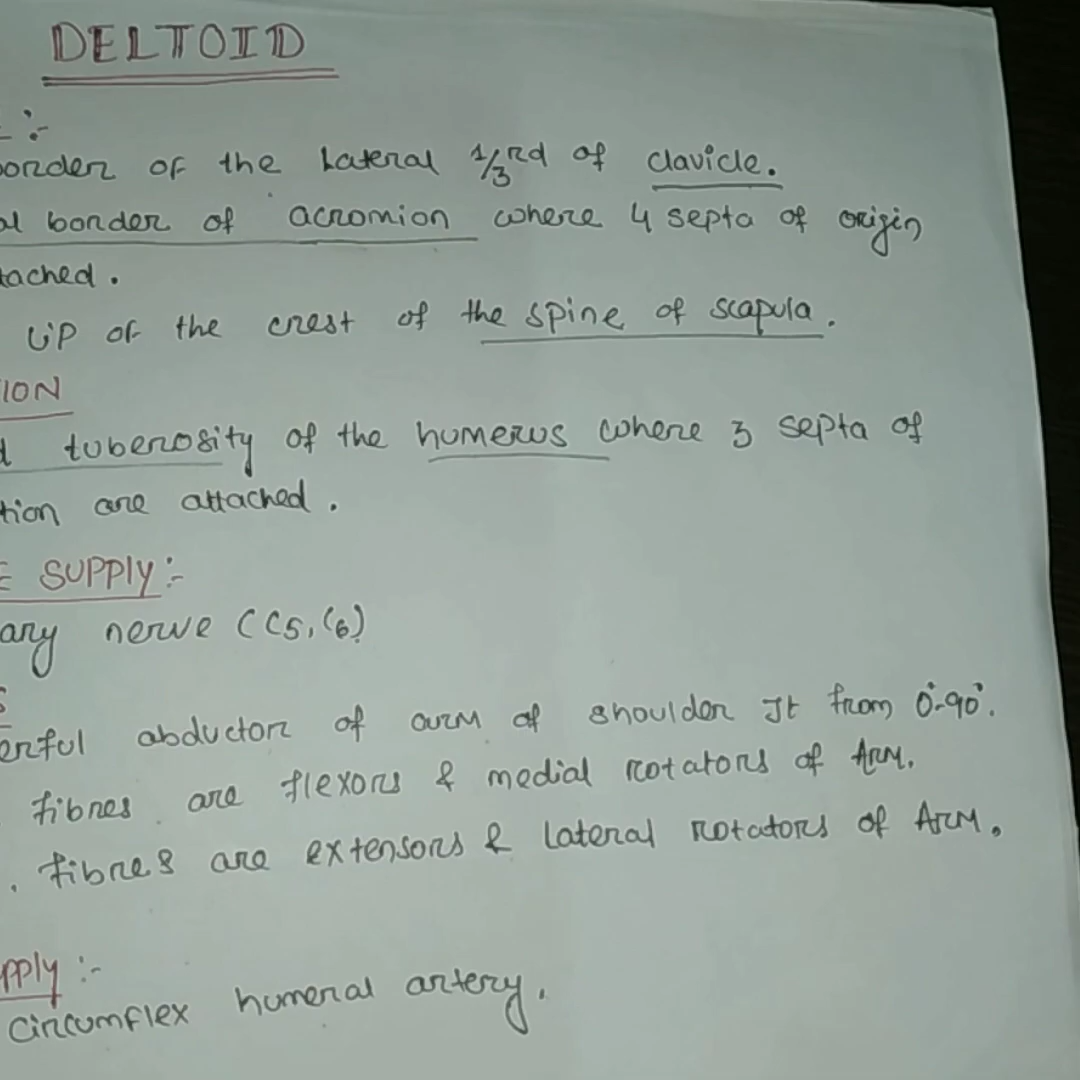 DELTOID
:-
border of the Lateral 1/3rd of clavicle.
al border of acromion where 4 septa of origin
tached.
Lip of the crest of the spine of scapula.
ION
tuberosity of the humerus where 3 septa of
tion are attached.
E SUPPLY:-
ary nerve (C5, C6)
S
erful abductor of arm of shoulder Jt from 0°-90°.
fibres are flexors & medial rotators of Arm.
. fibres are extensors & Lateral rotators of Arm.
pply :-
circumflex humeral artery.